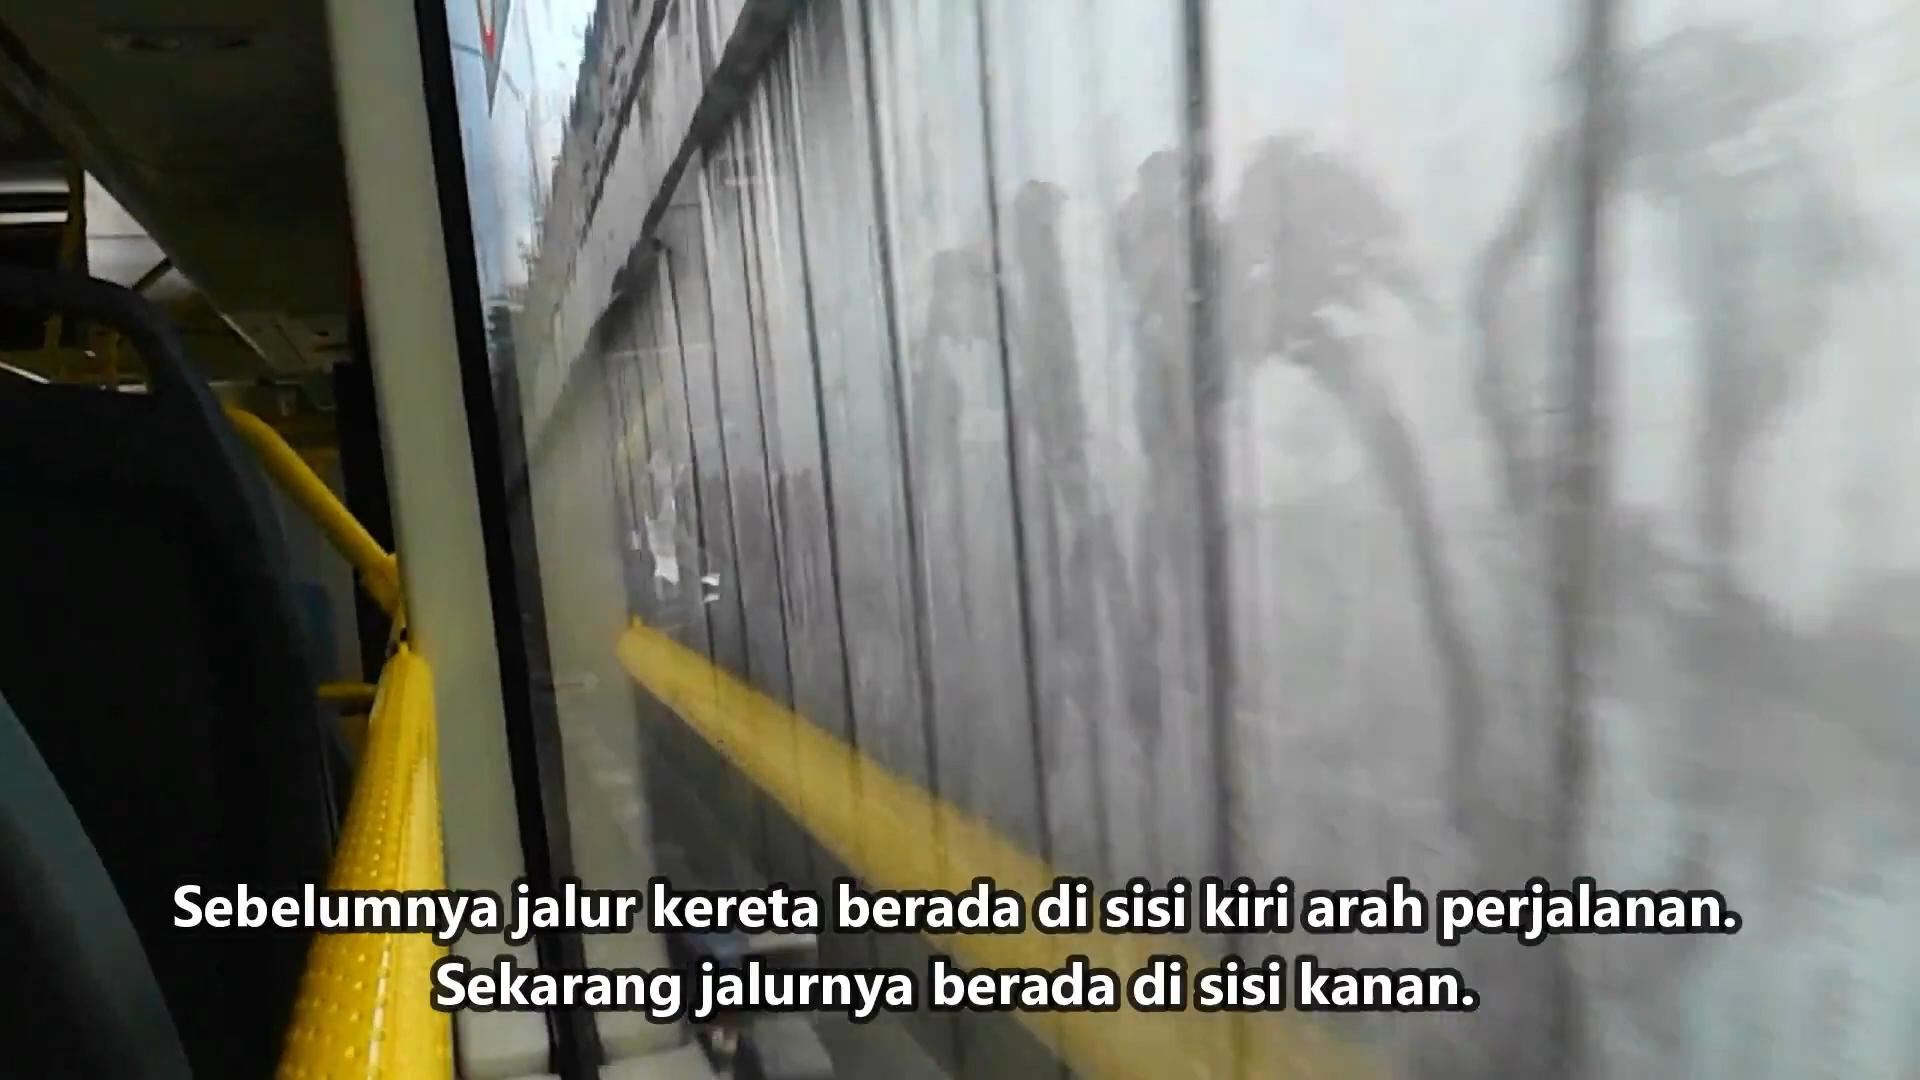 Sebelumnya jalur kereta berada di sisi kiri arah perjalanan.
Sekarang jalurnya berada di sisi kanan.